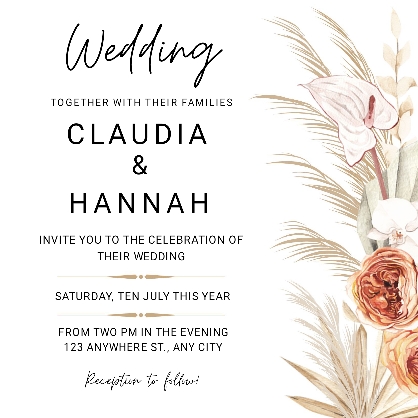 Wedding
TOGETHER WITH THEIR FAMILIES
CLAUDIA
&
HANNAH
INVITE YOU TO THE CELEBRATION OF
THEIR WEDDING
SATURDAY, TEN JULY THIS YEAR
FROM TWO PM IN THE EVENING
123 ANYWHERE ST., ANY CITY
Reception to follow!